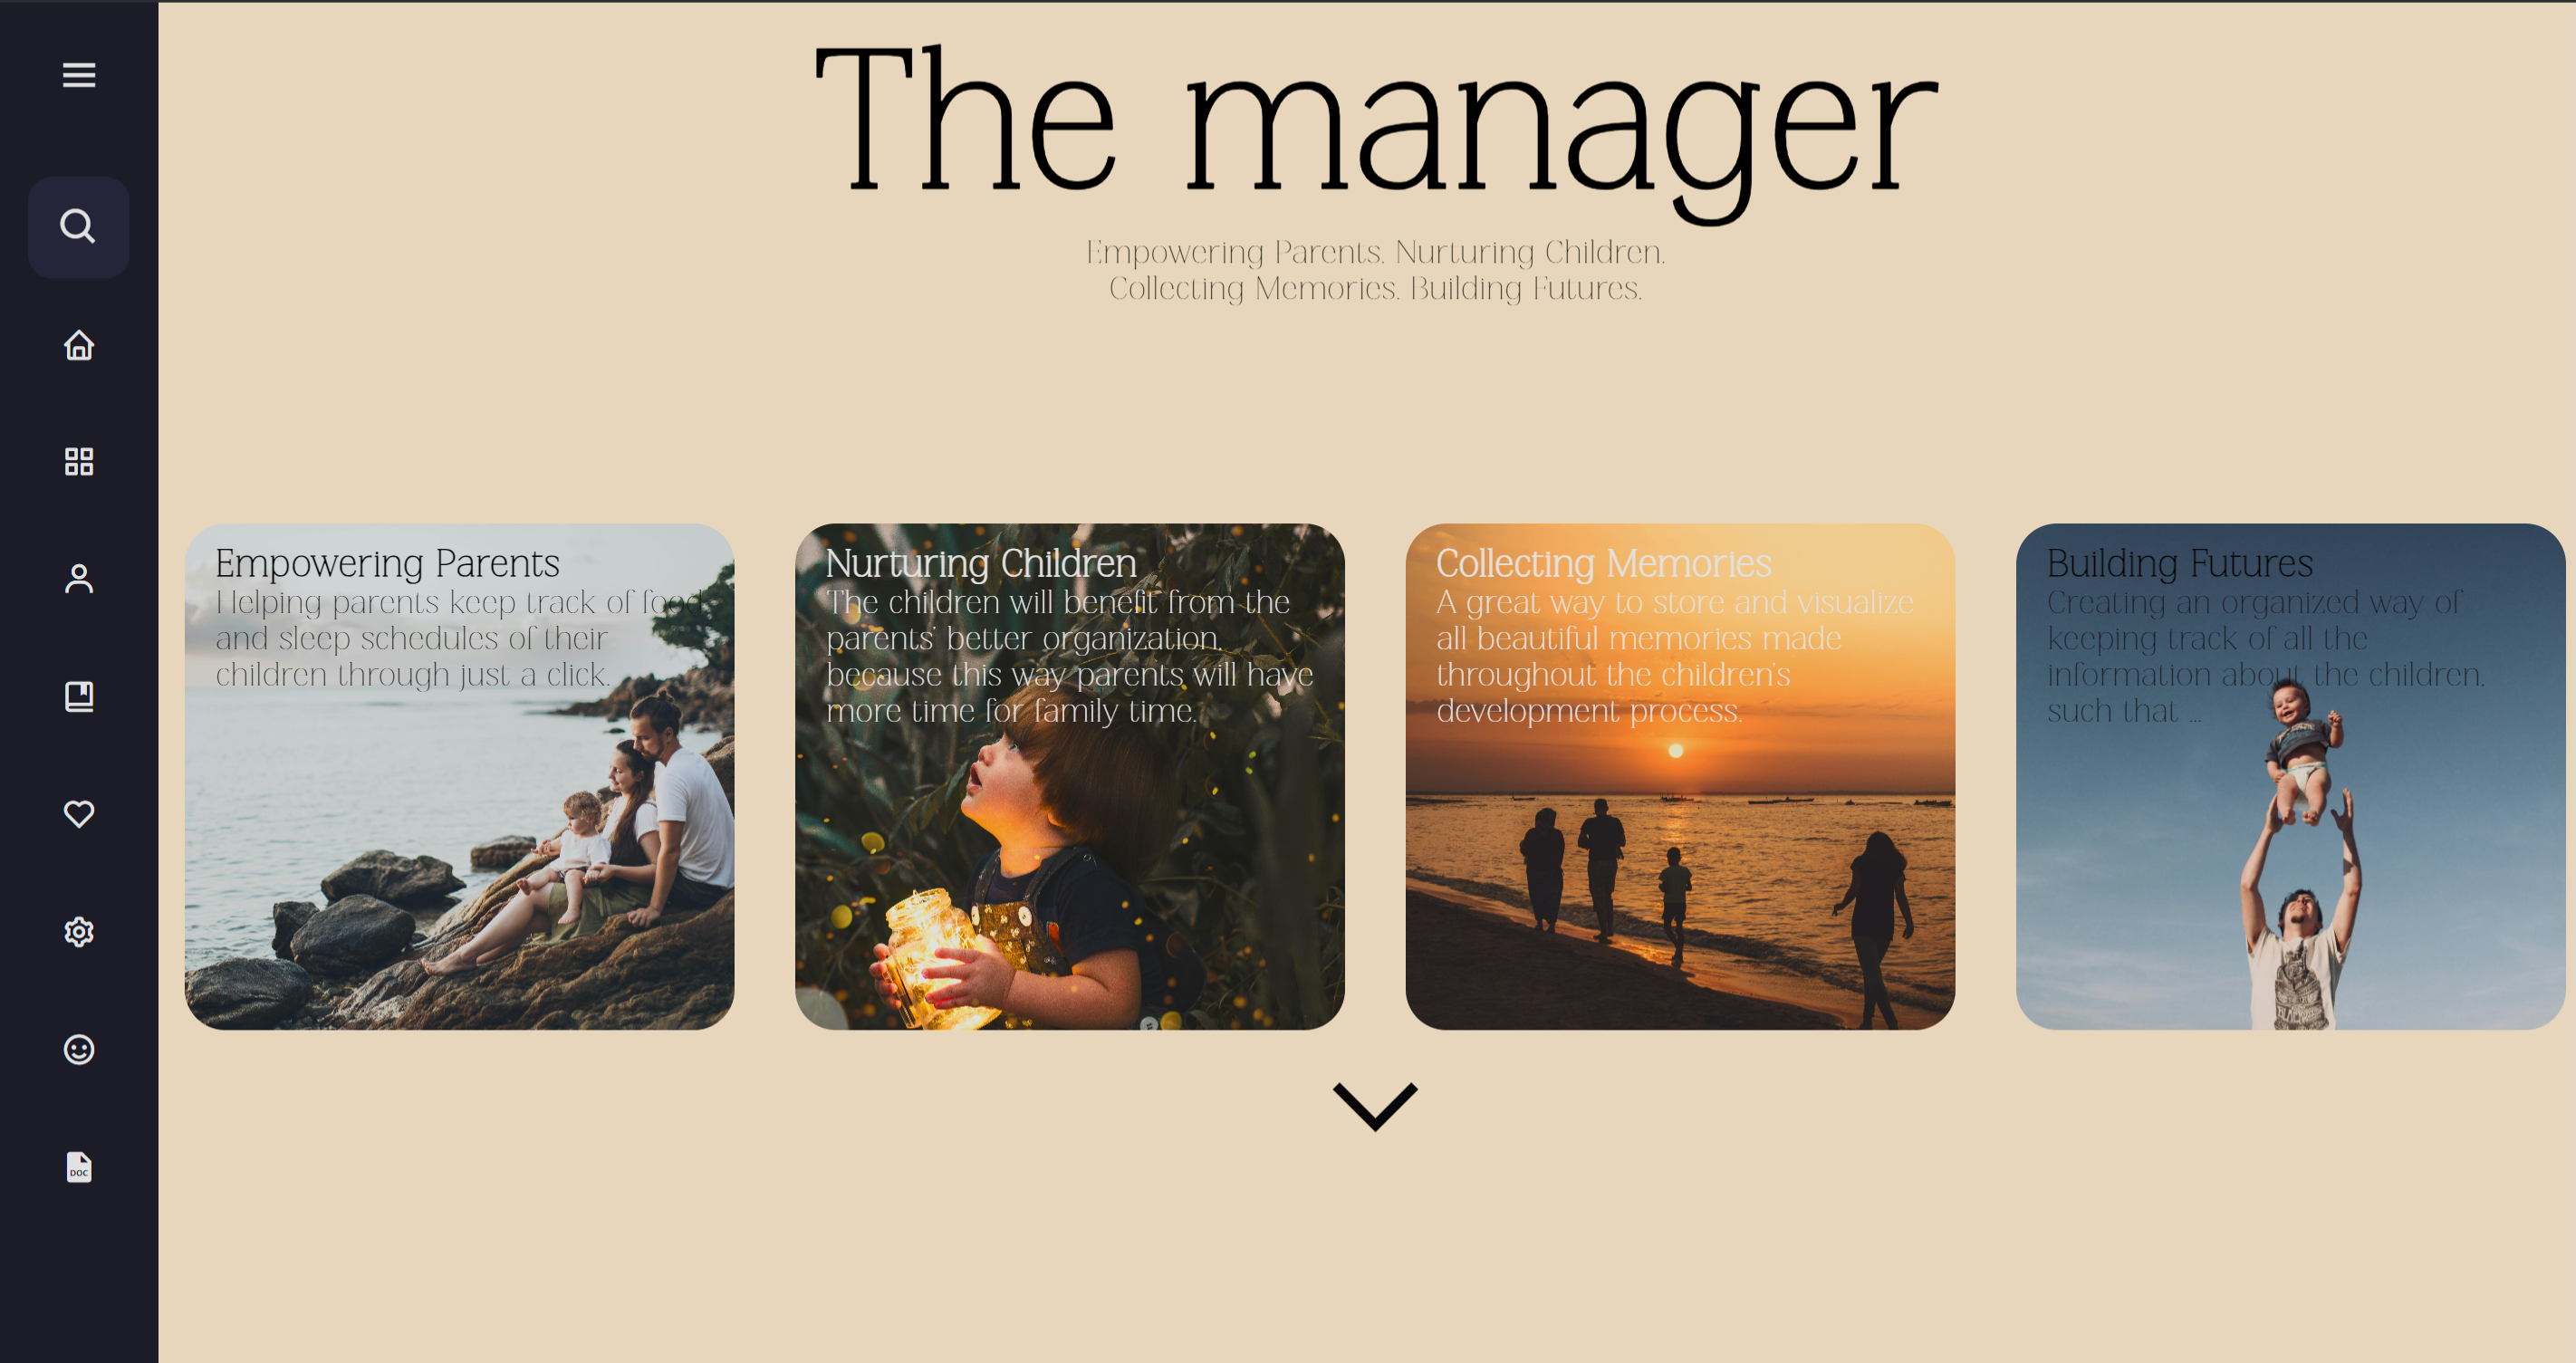 The manager
Empowering Parents. Nurturing Children.
Collecting Memories. Building Futures.
Empowering Parents
Helping parents keep track of food
and sleep schedules of their
children through just a click.
Nurturing Children
The children will benefit from the
parents' better organization,
because this way parents will have
more time for family time.
Collecting Memories
A great way to store and visualize
all beautiful memories made
throughout the children's
development process.
Building Futures
Creating an organized way of
keeping track of all the
information about the children,
such that ...
DOC